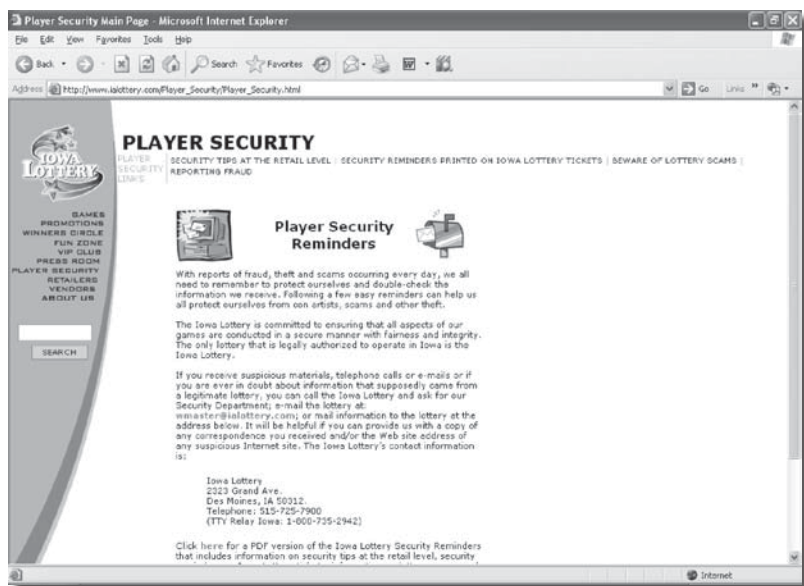 Player Security Main Page - Microsoft Internet Explorer
File Edit View Favorites Tools Help
Back Search Favorites
Address http://www.ialottery.com/Player_Security/Player_Security.html Go Links »
IOWA
LOTTERY
PLAYER SECURITY
PLAYER
SECURITY
LINKS
SECURITY TIPS AT THE RETAIL LEVEL | SECURITY REMINDERS PRINTED ON IOWA LOTTERY TICKETS | BEWARE OF LOTTERY SCAMS |
REPORTING FRAUD
GAMES
PROMOTIONS
WINNERS CIRCLE
FUN ZONE
VIP CLUB
PRESS ROOM
PLAYER SECURITY
RETAILERS
VENDORS
ABOUT US
SEARCH
Player Security
Reminders
With reports of fraud, theft and scams occurring every day, we all
need to remember to protect ourselves and double-check the
information we receive. Following a few easy reminders can help us
all protect ourselves from con artists, scams and other theft.
The Iowa Lottery is committed to ensuring that all aspects of our
games are conducted in a secure manner with fairness and integrity.
The only lottery that is legally authorized to operate in Iowa is the
Iowa Lottery.
If you receive suspicious materials, telephone calls or e-mails or if
you are ever in doubt about information that supposedly came from
a legitimate lottery, you can call the Iowa Lottery and ask for our
Security Department; e-mail the lottery at
wmaster@ialottery.com; or mail information to the lottery at the
address below. It will be helpful if you can provide us with a copy of
any correspondence you received and/or the Web site address of
any suspicious Internet site. The Iowa Lottery's contact information
is:
Iowa Lottery
2323 Grand Ave.
Des Moines, IA 50312.
Telephone: 515-725-7900
(TTY Relay Iowa: 1-800-735-2942)
Click here for a PDF version of the Iowa Lottery Security Reminders
that includes information on security tips at the retail level, security
Internet